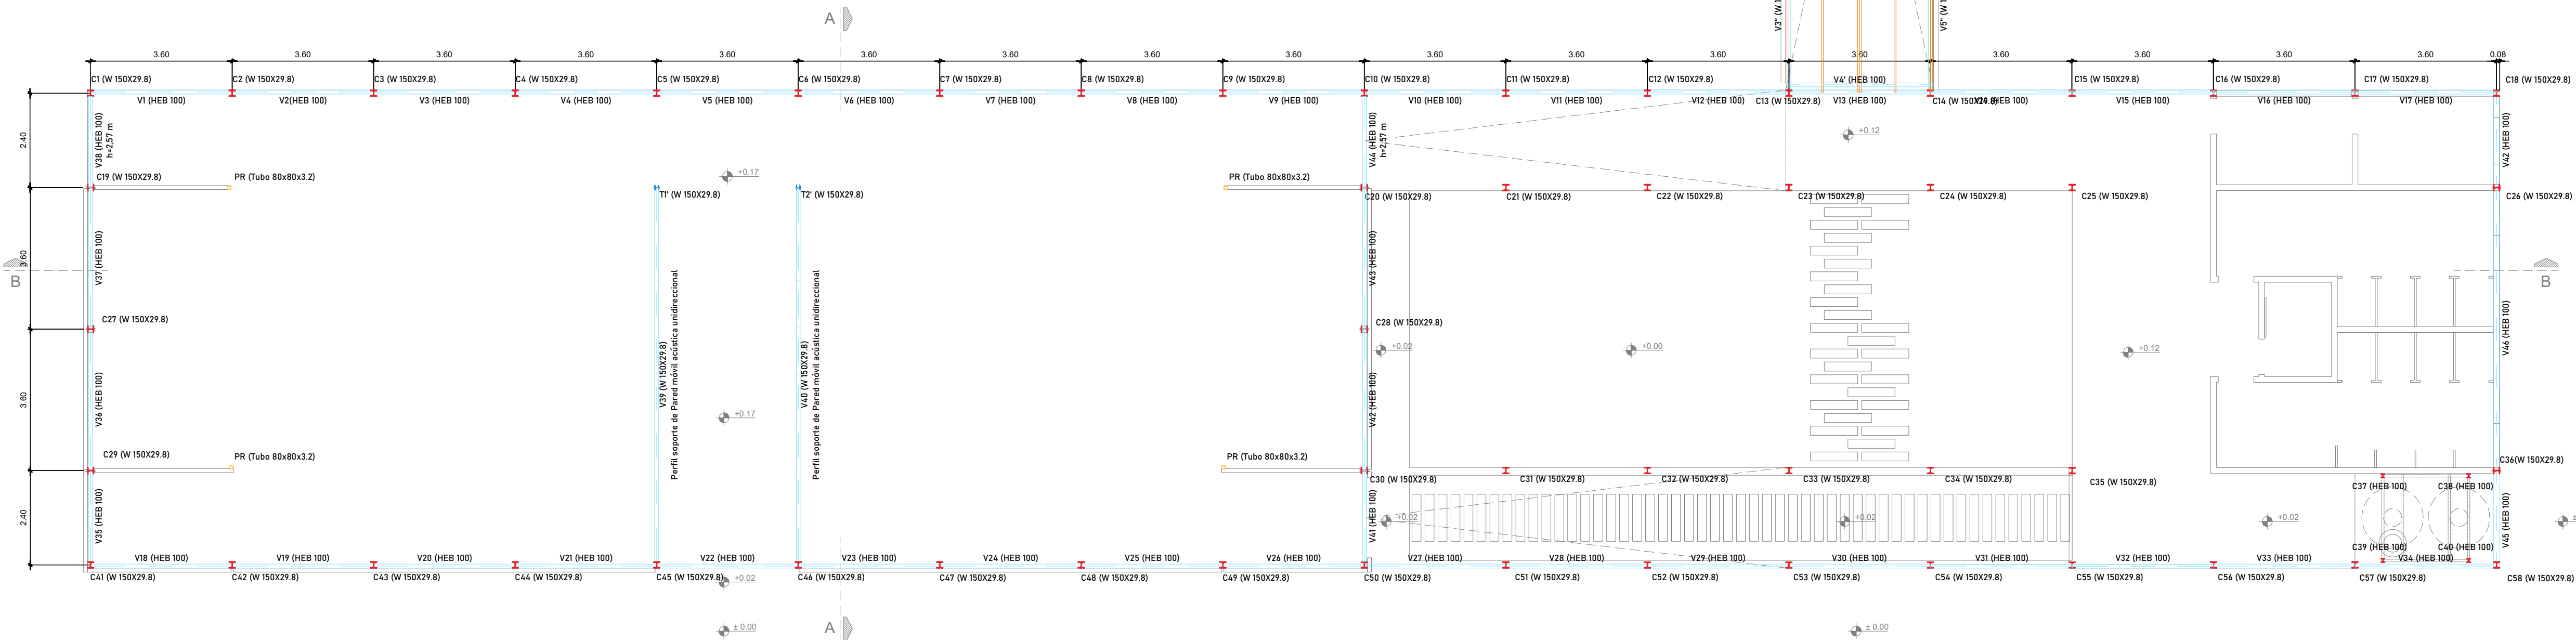 A
V3" (W 1
V5" (W 1
3.60 3.60 3.60 3.60 3.60 3.60 3.60 3.60 3.60 3.60 3.60 3.60 3.60 3.60 3.60 3.60 3.60 0.08
C1 (W 150X29.8) C2 (W 150X29.8) C3 (W 150X29.8) C4 (W 150X29.8) C5 (W 150X29.8) C6 (W 150X29.8) C7 (W 150X29.8) C8 (W 150X29.8) C9 (W 150X29.8) C10 (W 150X29.8) C11 (W 150X29.8) C12 (W 150X29.8) V4' (HEB 100) C15 (W 150X29.8) C16 (W 150X29.8) C17 (W 150X29.8) C18 (W 150X29.8)
V1 (HEB 100) V2(HEB 100) V3 (HEB 100) V4 (HEB 100) V5 (HEB 100) V6 (HEB 100) V7 (HEB 100) V8 (HEB 100) V9 (HEB 100) V10 (HEB 100) V11 (HEB 100) V12 (HEB 100) C13 (W 150X29.8) V13 (HEB 100) C14 (W 150X29.8) (HEB 100) V15 (HEB 100) V16 (HEB 100) V17 (HEB 100)
2.40
V38 (HEB 100)
h=2,57 m
V44 (HEB 100)
h=2,57 m
+0.12
V42 (HEB 100)
C19 (W 150X29.8) PR (Tubo 80x80x3.2) +0.17 PR (Tubo 80x80x3.2)
T1' (W 150X29.8) T2' (W 150X29.8) C20 (W 150X29.8) C21 (W 150X29.8) C22 (W 150X29.8) C23 (W 150X29.8) C24 (W 150X29.8) C25 (W 150X29.8) C26 (W 150X29.8)
3.60
V37 (HEB 100)
V43 (HEB 100)
B
B
C27 (W 150X29.8) C28 (W 150X29.8)
V39 (W 150X29.8)
Perfil soporte de Pared móvil acústica unidireccional
V40 (W 150X29.8)
Perfil soporte de Pared móvil acústica unidireccional
V46 (HEB 100)
+0.02 +0.00 +0.12
3.60
V36 (HEB 100)
V42 (HEB 100)
+0.17
C29 (W 150X29.8) PR (Tubo 80x80x3.2) PR (Tubo 80x80x3.2) C36(W 150X29.8)
C30 (W 150X29.8) C31 (W 150X29.8) C32 (W 150X29.8) C33 (W 150X29.8) C34 (W 150X29.8) C35 (W 150X29.8) C37 (HEB 100) C38 (HEB 100)
2.40
V35 (HEB 100)
V41 (HEB 100)
+0.02 +0.02 +0.02 ±
V45 (HEB 100)
C39 (HEB 100) C40 (HEB 100)
V18 (HEB 100) V19 (HEB 100) V20 (HEB 100) V21 (HEB 100) V22 (HEB 100) V23 (HEB 100) V24 (HEB 100) V25 (HEB 100) V26 (HEB 100) V27 (HEB 100) V28 (HEB 100) V29 (HEB 100) V30 (HEB 100) V31 (HEB 100) V32 (HEB 100) V33 (HEB 100) V34 (HEB 100)
C41 (W 150X29.8) C42 (W 150X29.8) C43 (W 150X29.8) C44 (W 150X29.8) C45 (W 150X29.8) +0.02 C46 (W 150X29.8) C47 (W 150X29.8) C48 (W 150X29.8) C49 (W 150X29.8) C50 (W 150X29.8) C51 (W 150X29.8) C52 (W 150X29.8) C53 (W 150X29.8) C54 (W 150X29.8) C55 (W 150X29.8) C56 (W 150X29.8) C57 (W 150X29.8) C58 (W 150X29.8)
± 0.00 A ± 0.00